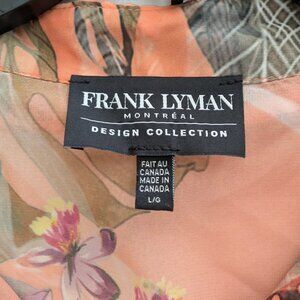 FRANK LYMAN
MONTRÉAL
DESIGN COLLECTION
FAIT AU
CANADA
MADE IN
CANADA
L/G